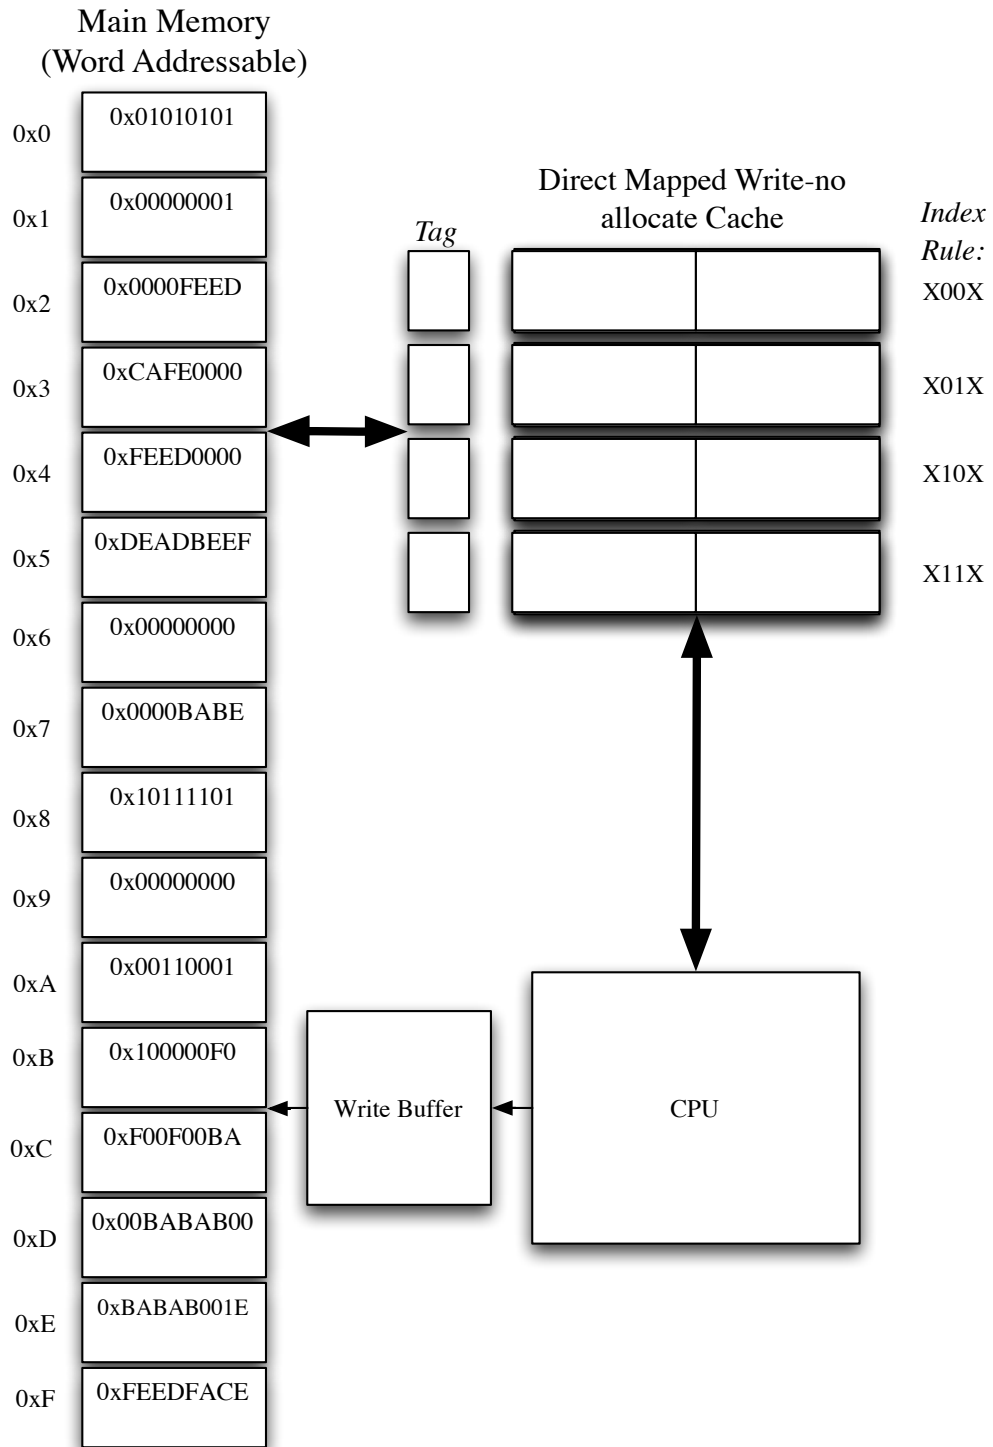 Main Memory
(Word Addressable)
0x0 0x01010101
0x1 0x00000001
0x2 0x0000FEED
0x3 0xCAFE0000
0x4 0xFEED0000
0x5 0xDEADBEEF
0x6 0x00000000
0x7 0x0000BABE
0x8 0x10111101
0x9 0x00000000
0xA 0x00110001
0xB 0x100000F0
0xC 0xF00F00BA
0xD 0x00BABAB00
0xE 0xBABAB001E
0xF 0xFEEDFACE
Direct Mapped Write-no
allocate Cache
Tag
Index
Rule:
X00X
X01X
X10X
X11X
Write Buffer
CPU